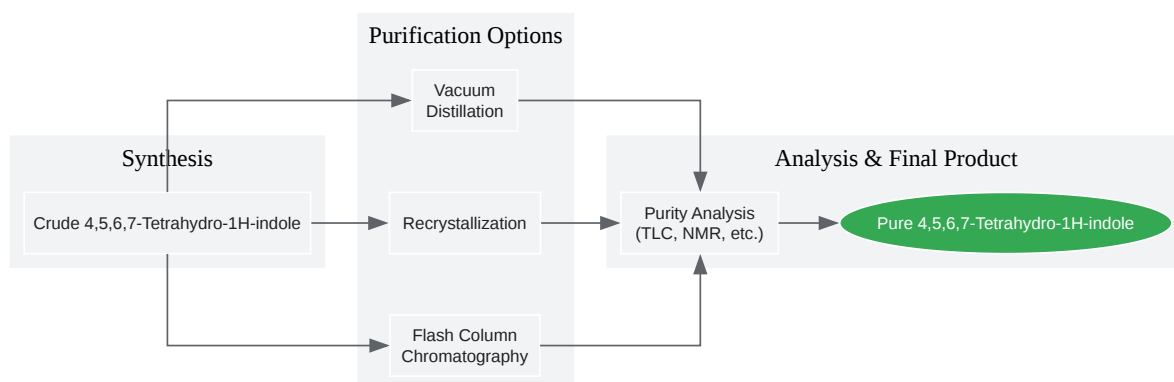 Purification Options
Vacuum
Distillation
Synthesis
Analysis & Final Product
Crude 4,5,6,7-Tetrahydro-1H-indole
Recrystallization
Purity Analysis
(TLC, NMR, etc.)
Pure 4,5,6,7-Tetrahydro-1H-indole
Flash Column
Chromatography